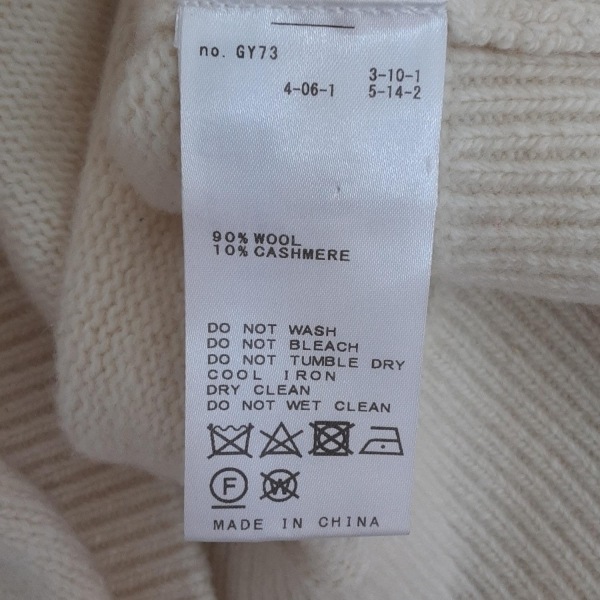 no. GY73
3-10-1
4-06-1 5-14-2
90% WOOL
10% CASHMERE
DO NOT WASH
DO NOT BLEACH
DO NOT TUMBLE DRY
COOL IRON
DRY CLEAN
DO NOT WET CLEAN
F W
MADE IN CHINA